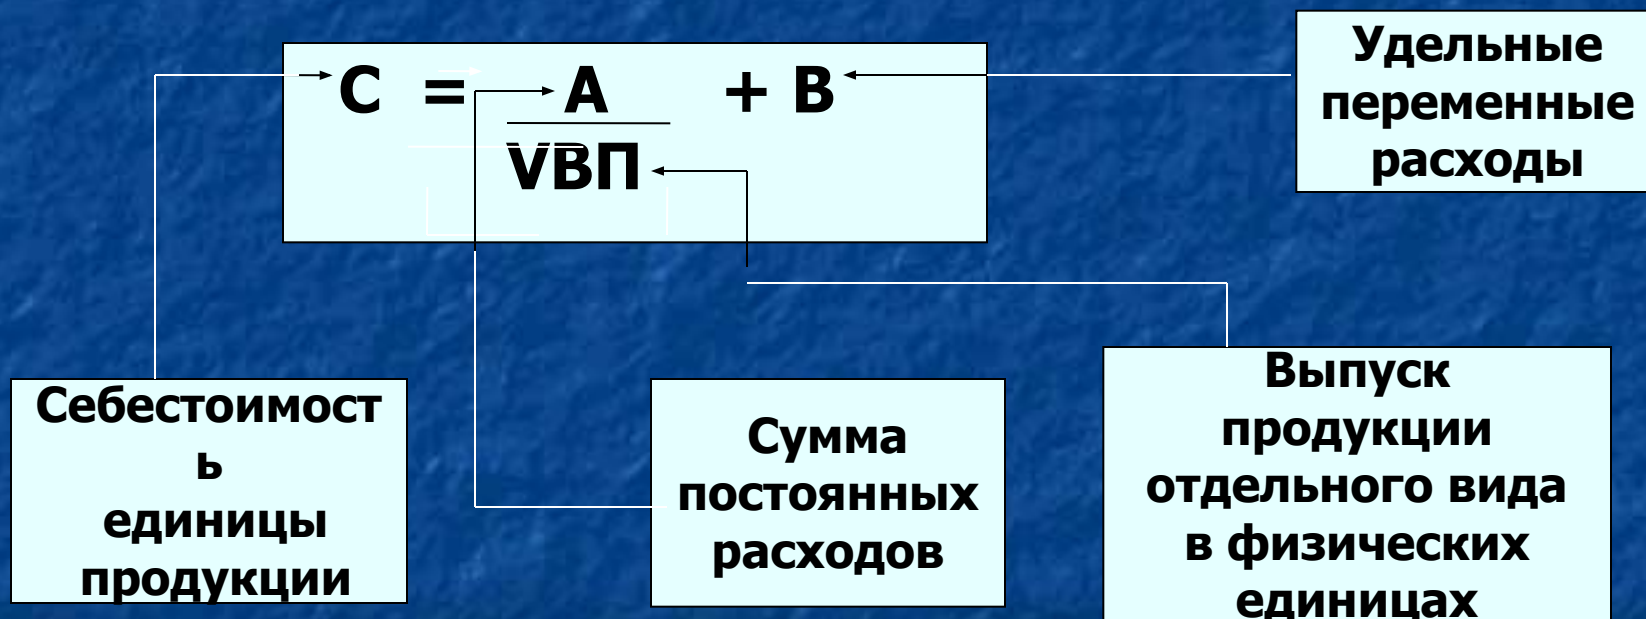 С = А + В
VВП
Удельные
переменные
расходы
Себестоимост
ь
единицы
продукции
Сумма
постоянных
расходов
Выпуск
продукции
отдельного вида
в физических
единицах